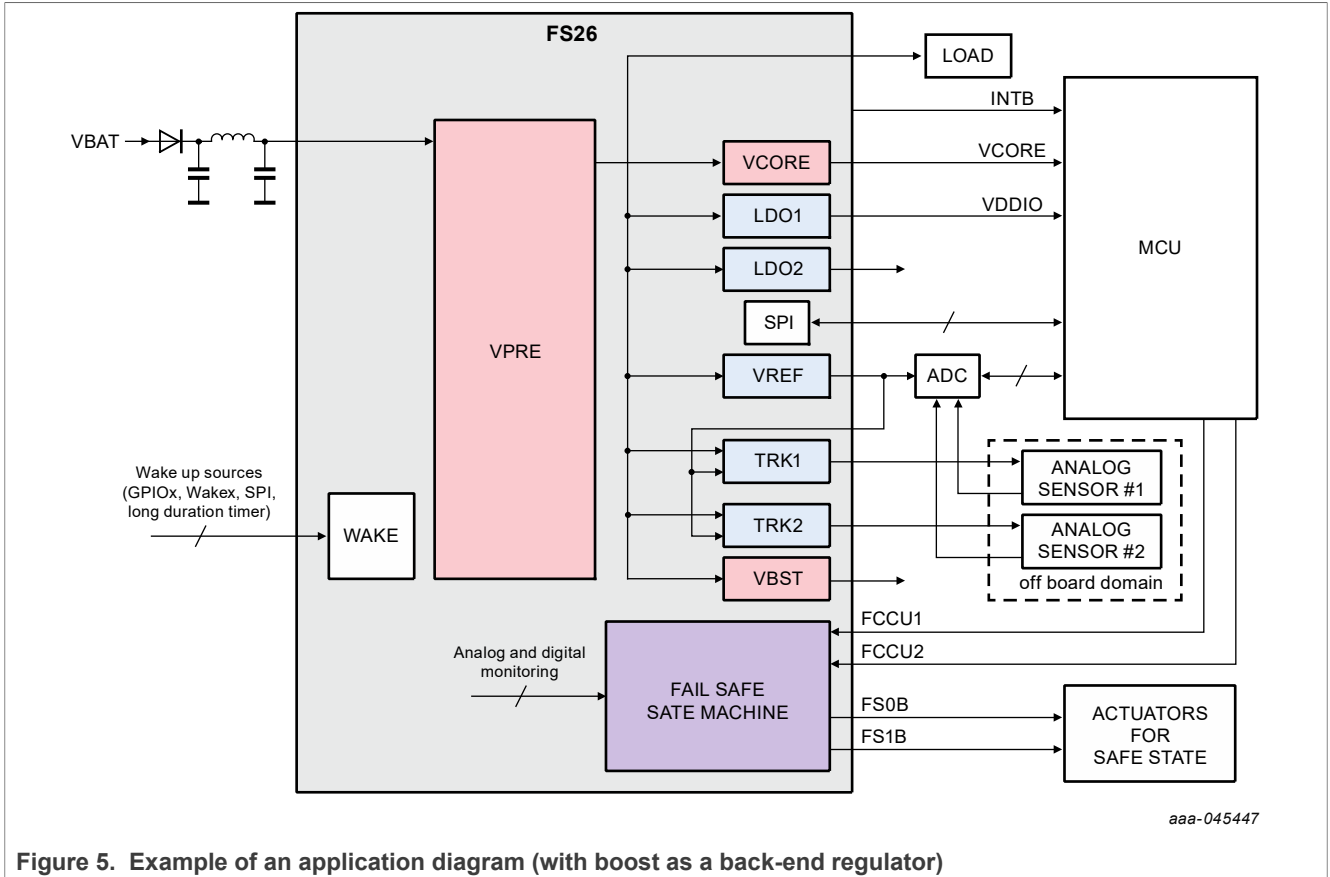 FS26
LOAD
INTB
VBAT
VCORE
VCORE
LDO1
VDDIO
MCU
LDO2
SPI
VPRE
VREF
ADC
TRK1
ANALOG
SENSOR #1
Wake up sources
(GPIOx, Wakex, SPI,
long duration timer)
WAKE
TRK2
ANALOG
SENSOR #2
VBST
off board domain
FCCU1
FCCU2
Analog and digital
monitoring
FAIL SAFE
SATE MACHINE
FS0B
FS1B
ACTUATORS
FOR
SAFE STATE
aaa-045447
Figure 5. Example of an application diagram (with boost as a back-end regulator)